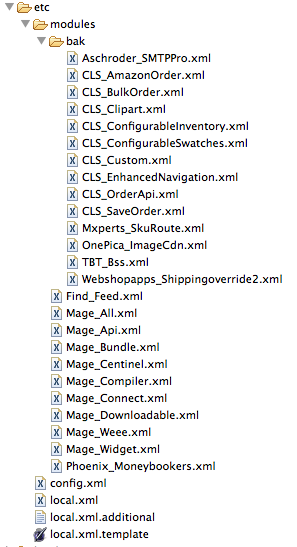 etc
modules
bak
Aschroder_SMTPPro.xml
CLS_AmazonOrder.xml
CLS_BulkOrder.xml
CLS_Clipart.xml
CLS_ConfigurableInventory.xml
CLS_ConfigurableSwatches.xml
CLS_Custom.xml
CLS_EnhancedNavigation.xml
CLS_OrderApi.xml
CLS_SaveOrder.xml
Mxperts_SkuRoute.xml
OnePica_ImageCdn.xml
TBT_Bss.xml
Webshopapps_Shippingoverride2.xml
Find_Feed.xml
Mage_All.xml
Mage_Api.xml
Mage_Bundle.xml
Mage_Centinel.xml
Mage_Compiler.xml
Mage_Connect.xml
Mage_Downloadable.xml
Mage_Weee.xml
Mage_Widget.xml
Phoenix_Moneybookers.xml
config.xml
local.xml
local.xml.additional
local.xml.template